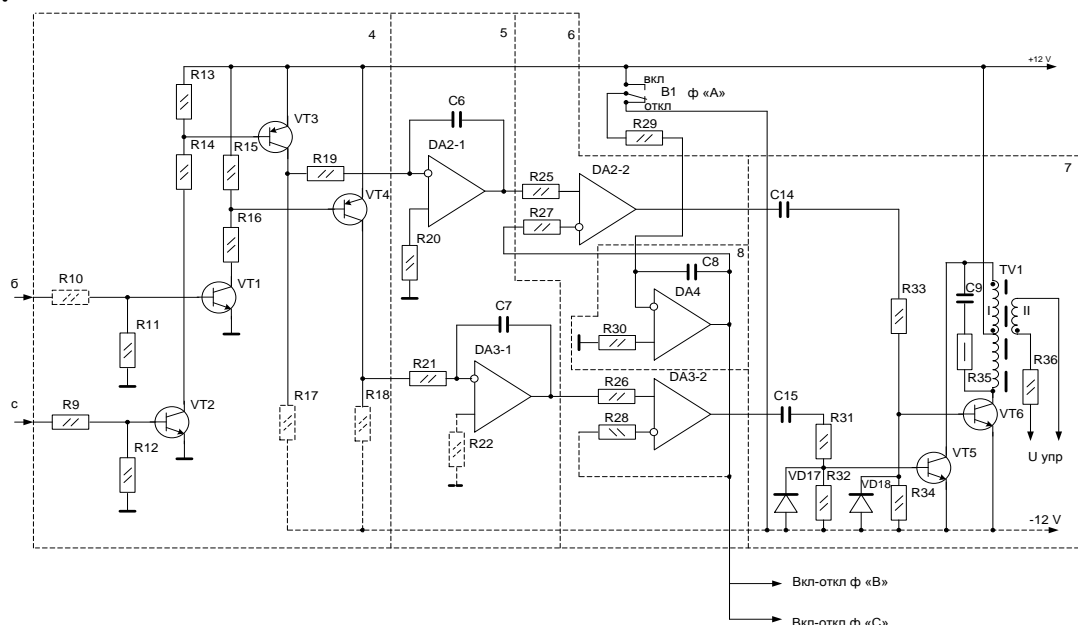 4
5
6
+12 V
R13
VT3
вкл
В1 ф «А»
откл
C6
R29
R14
R15
DA2-1
R19
R25
DA2-2
7
VT4
R27
C14
R16
R20
8
R10
б
VT1
C8
TV1
DA4
C9
I
II
R11
C7
R33
R30
R21
DA3-1
R35
R36
DA3-2
R26
R9
с
VT2
R17
R18
C15
R28
R31
VT6
R22
R12
VT5
U упр
VD17
R32
VD18
R34
-12 V
Вкл-откл ф «В»
Вкл-откл ф «С»